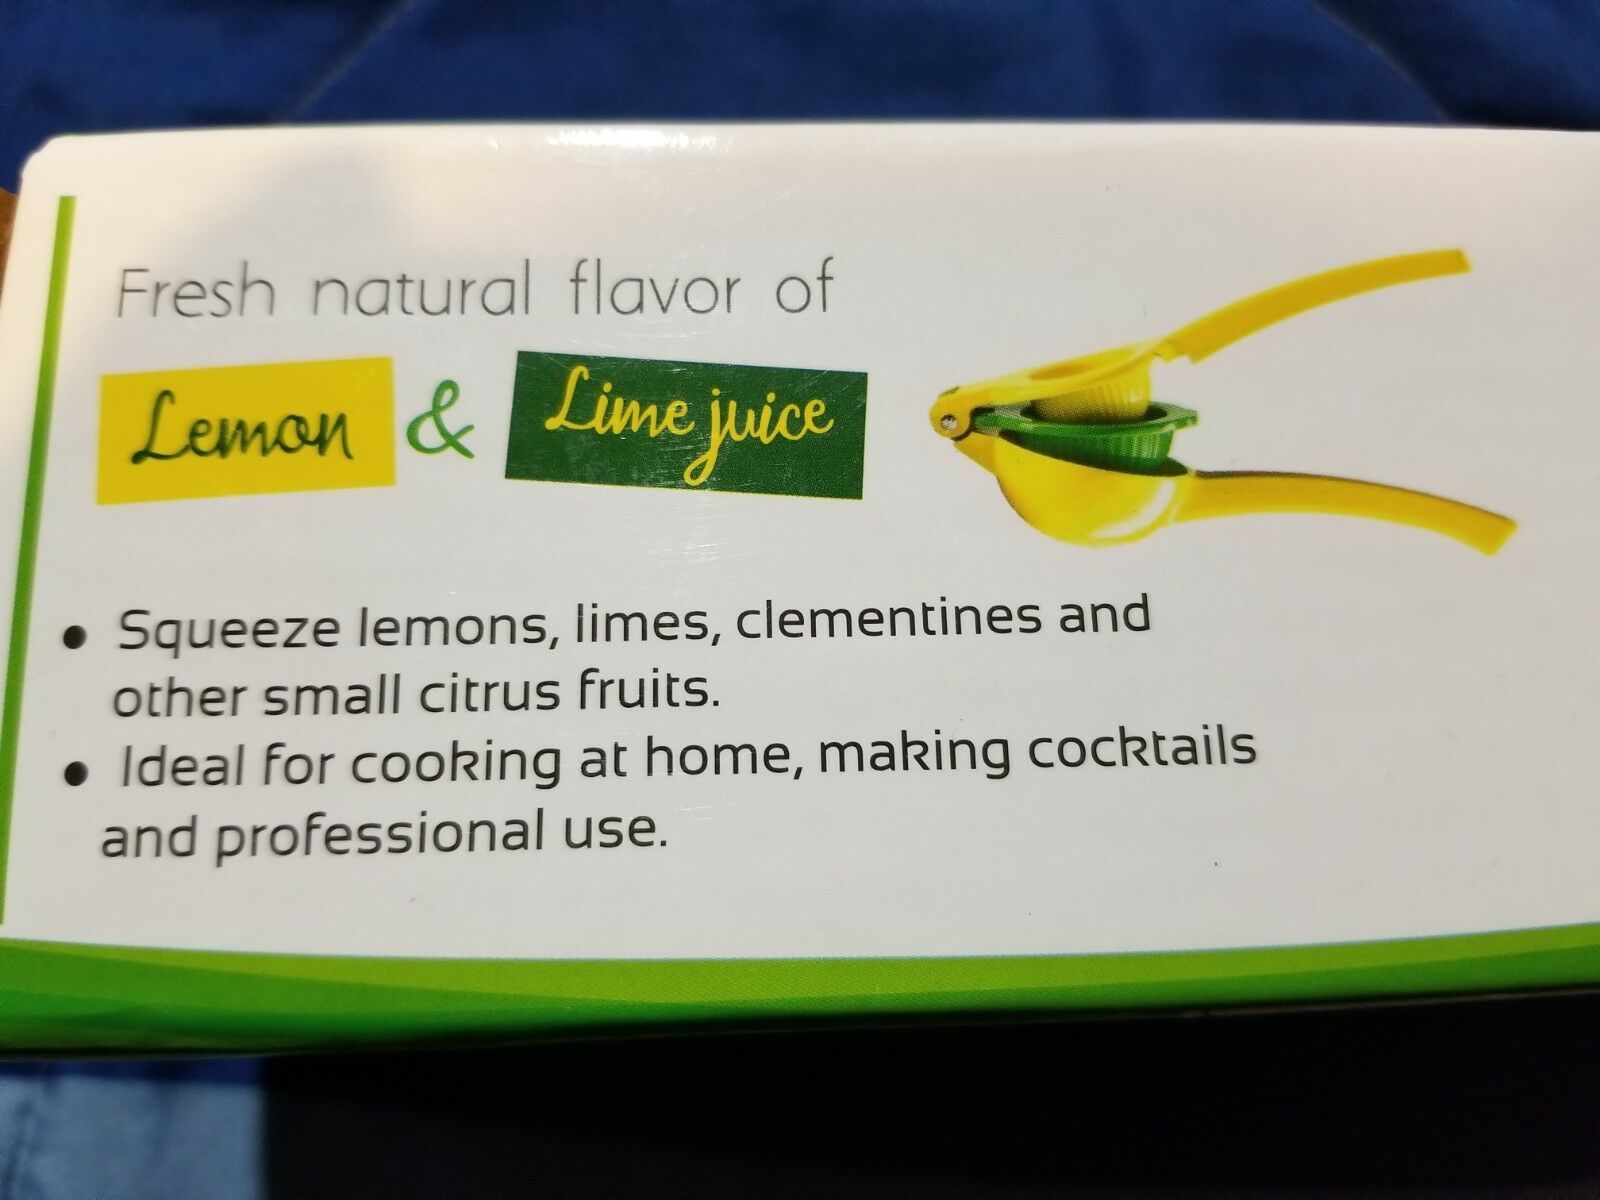 Fresh natural flavor of
Lemon & Lime juice
• Squeeze lemons, limes, clementines and
other small citrus fruits.
• Ideal for cooking at home, making cocktails
and professional use.